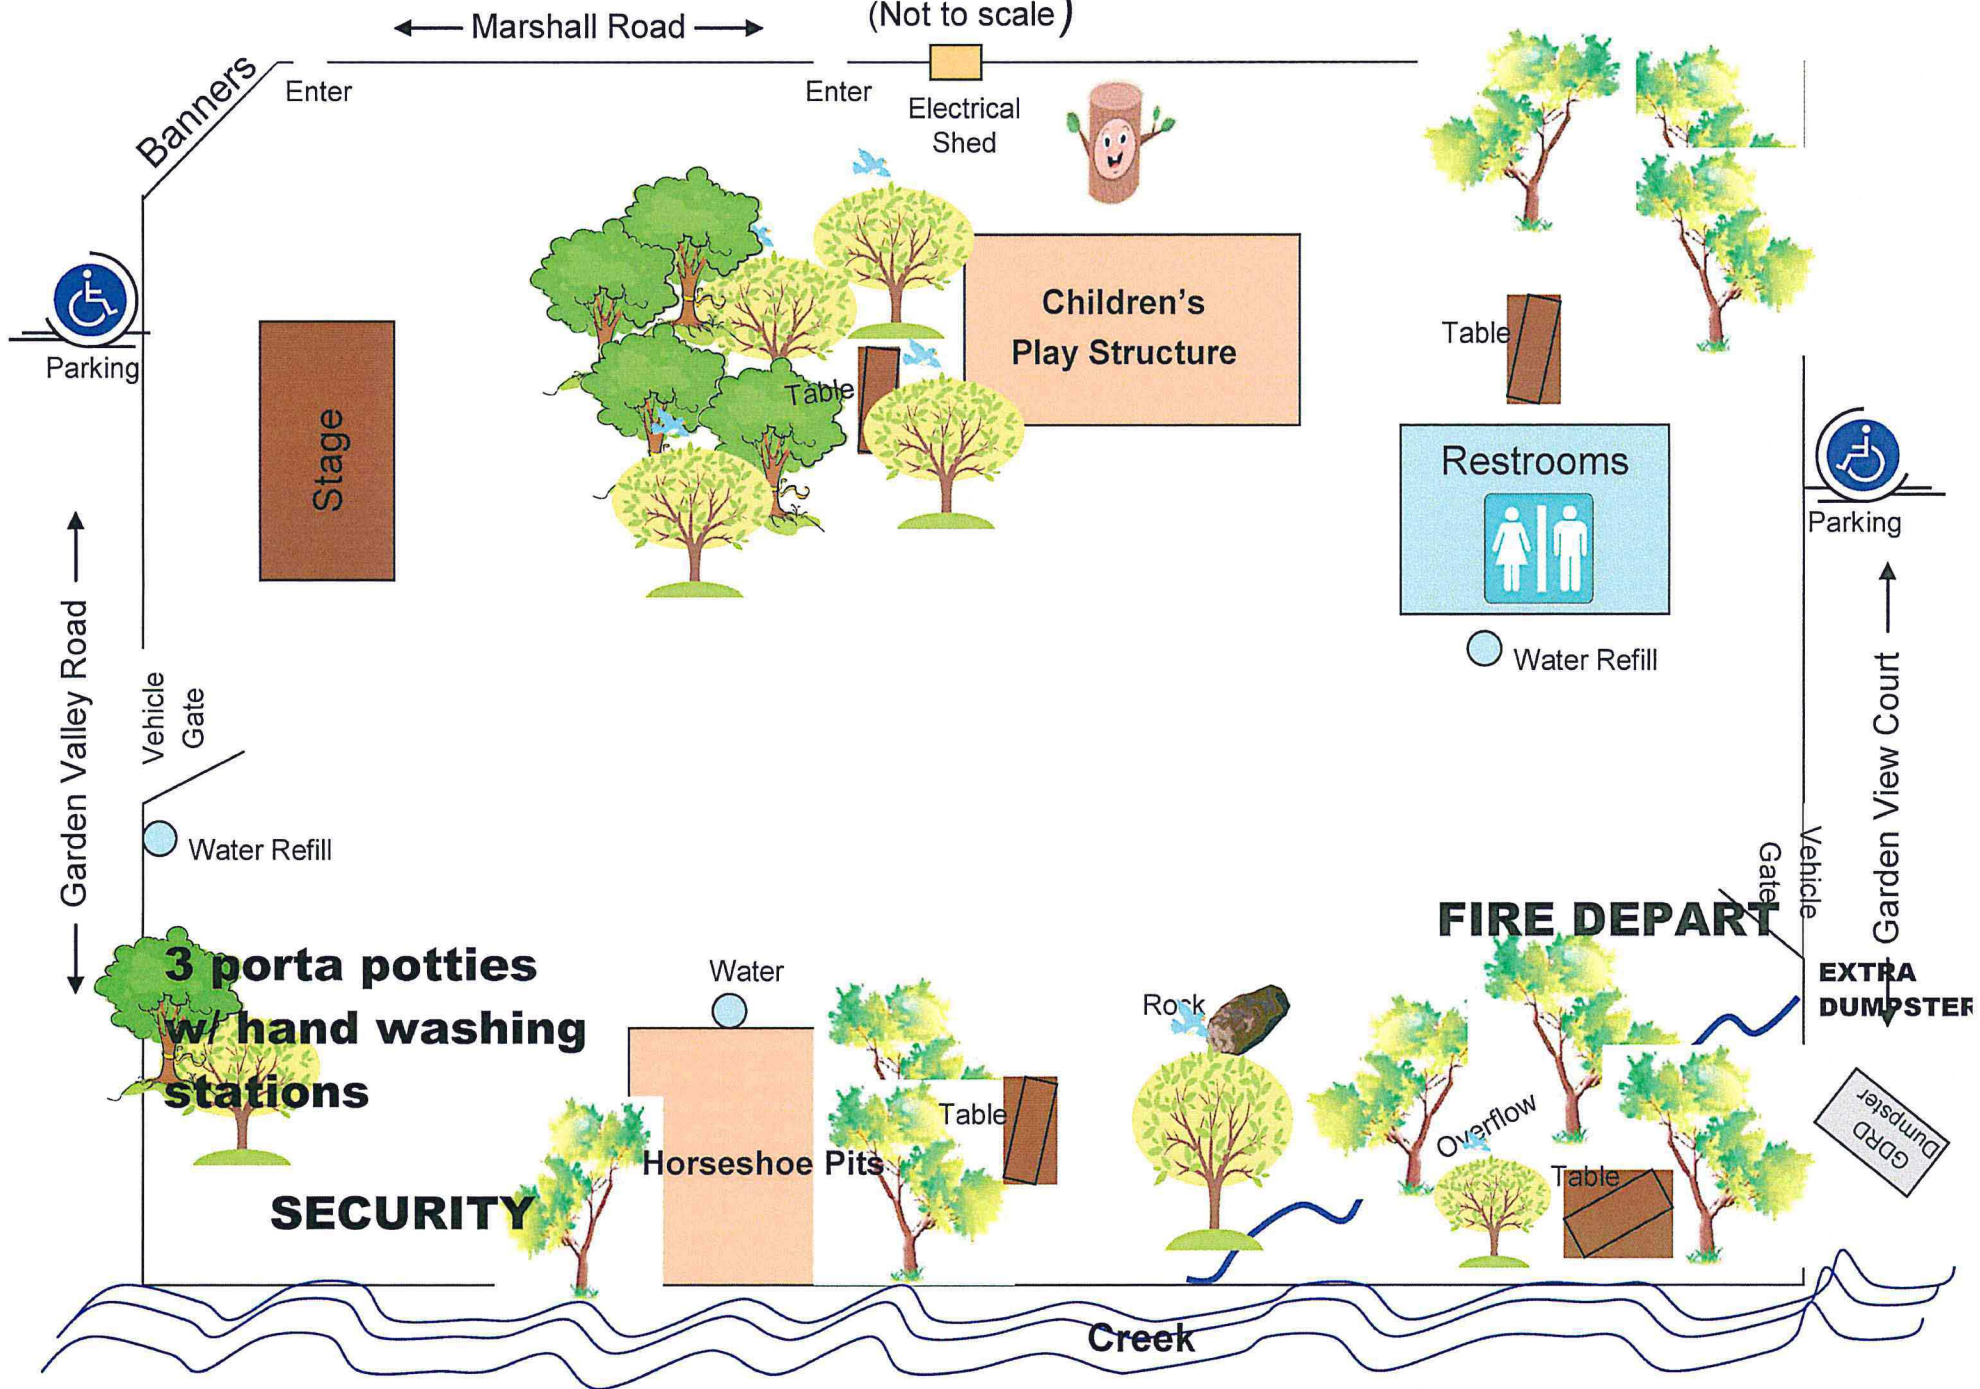 (Not to scale)
Marshall Road
Banners
Enter
Enter
Electrical
Shed
Children's
Play Structure
Table
Table
Parking
Stage
Restrooms
Parking
Water Refill
Garden Valley Road
Vehicle
Gate
Garden View Court
Water Refill
Vehicle
Gate
FIRE DEPART
EXTRA
DUMPSTER
3 porta potties
w/ hand washing
stations
Water
Rock
Table
Overflow
GDRD
Dumpster
Horseshoe Pits
Table
SECURITY
Creek